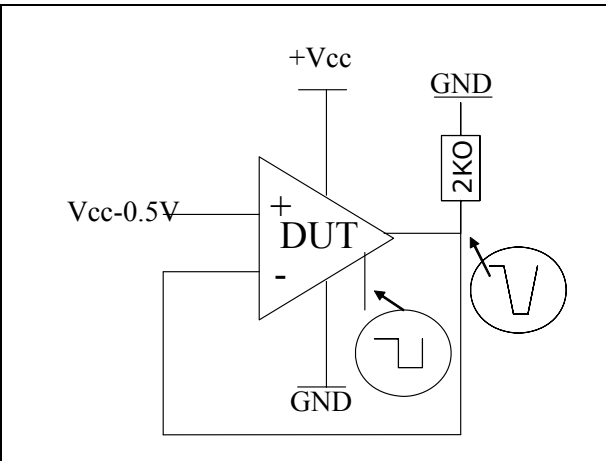 +Vcc
GND
2KO
Vcc-0.5V
+
DUT
-
GND